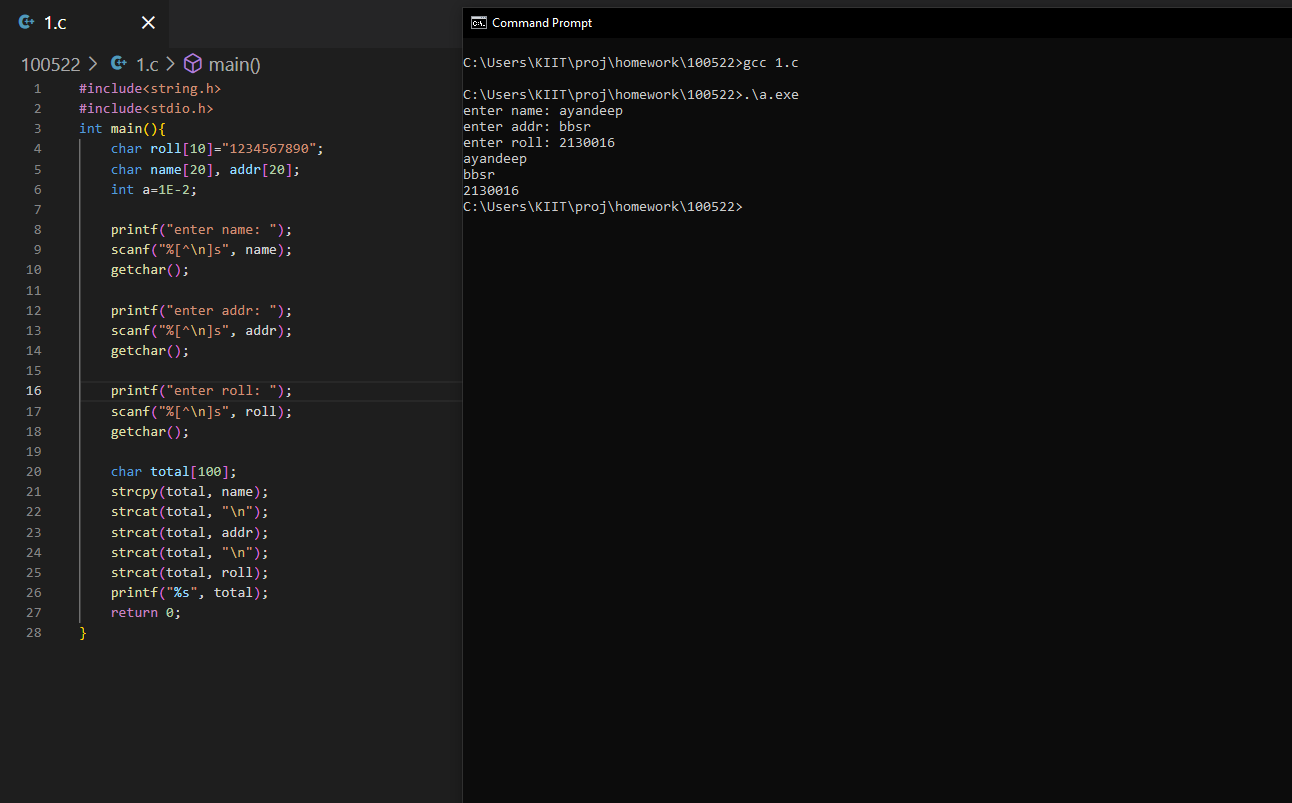 1.c
100522 > 1.c > main()
1 #include<string.h>
2 #include<stdio.h>
3 int main(){
4 char roll[10]="1234567890";
5 char name[20], addr[20];
6 int a=1E-2;
7
8 printf("enter name: ");
9 scanf("%[^\n]s", name);
10 getchar();
11
12 printf("enter addr: ");
13 scanf("%[^\n]s", addr);
14 getchar();
15
16 printf("enter roll: ");
17 scanf("%[^\n]s", roll);
18 getchar();
19
20 char total[100];
21 strcpy(total, name);
22 strcat(total, "\n");
23 strcat(total, addr);
24 strcat(total, "\n");
25 strcat(total, roll);
26 printf("%s", total);
27 return 0;
28 }
Command Prompt
C:\Users\KIIT\proj\homework\100522>gcc 1.c
C:\Users\KIIT\proj\homework\100522>.\a.exe
enter name: ayandeep
enter addr: bbsr
enter roll: 2130016
ayandeep
bbsr
2130016
C:\Users\KIIT\proj\homework\100522>